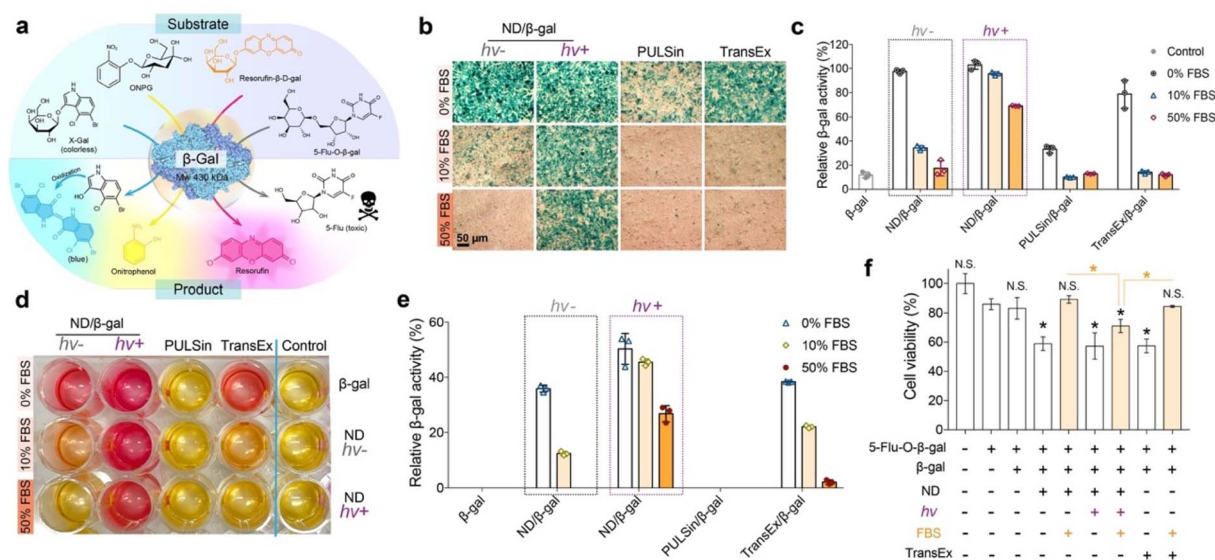 a
Substrate
ONPG
Resorufin-β-D-gal
X-Gal
(colorless)
5-Flu-O-β-gal
β-Gal
Mw 430 kDa
Oxidization
(blue)
Onitrophenol
Resorufin
5-Flu (toxic)
Product
b
ND/β-gal
hv-
hv+
PULSin
TransEx
0% FBS
10% FBS
50% FBS
50 μm
c
hv-
hv+
Control
0% FBS
10% FBS
50% FBS
Relative β-gal activity (%)
200
160
120
80
40
0
β-gal
ND/β-gal
ND/β-gal
PULSin/β-gal
TransEx/β-gal
d
ND/β-gal
hv-
hv+
PULSin
TransEx
Control
0% FBS
10% FBS
50% FBS
β-gal
ND
hv-
ND
hv+
e
hv-
hv+
0% FBS
10% FBS
50% FBS
Relative β-gal activity (%)
60
40
20
0
β-gal
ND/β-gal
ND/β-gal
PULSin/β-gal
TransEx/β-gal
f
Cell viability (%)
120
100
80
60
40
20
0
N.S.
N.S.
*
N.S.
*
*
*
N.S.
*
*
5-Flu-O-β-gal - + + + + + + + +
β-gal - - + + + + + + +
ND - - - + + + + - -
hv - - - - - + + - -
FBS - - - - + - + - +
TransEx - - - - - - - + +